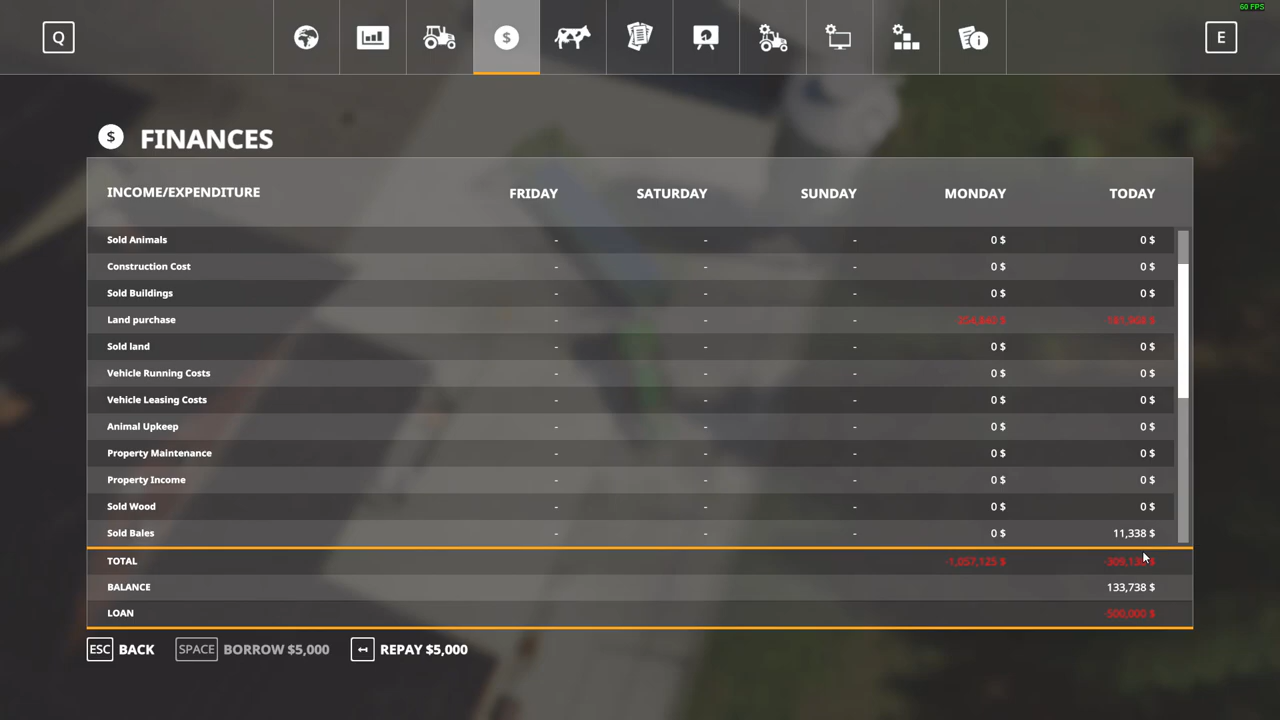 60 FPS
Q
E
$
$ FINANCES
INCOME/EXPENDITURE FRIDAY SATURDAY SUNDAY MONDAY TODAY
Sold Animals - - - 0 $ 0 $
Construction Cost - - - 0 $ 0 $
Sold Buildings - - - 0 $ 0 $
Land purchase - - - $ $
Sold land - - - 0 $ 0 $
Vehicle Running Costs - - - 0 $ 0 $
Vehicle Leasing Costs - - - 0 $ 0 $
Animal Upkeep - - - 0 $ 0 $
Property Maintenance - - - 0 $ 0 $
Property Income - - - 0 $ 0 $
Sold Wood - - - 0 $ 0 $
Sold Bales - - - 0 $ 11,338 $
TOTAL -1,057,125 $ $
BALANCE 133,738 $
LOAN -500,000 $
ESC BACK SPACE BORROW $5,000 REPAY $5,000